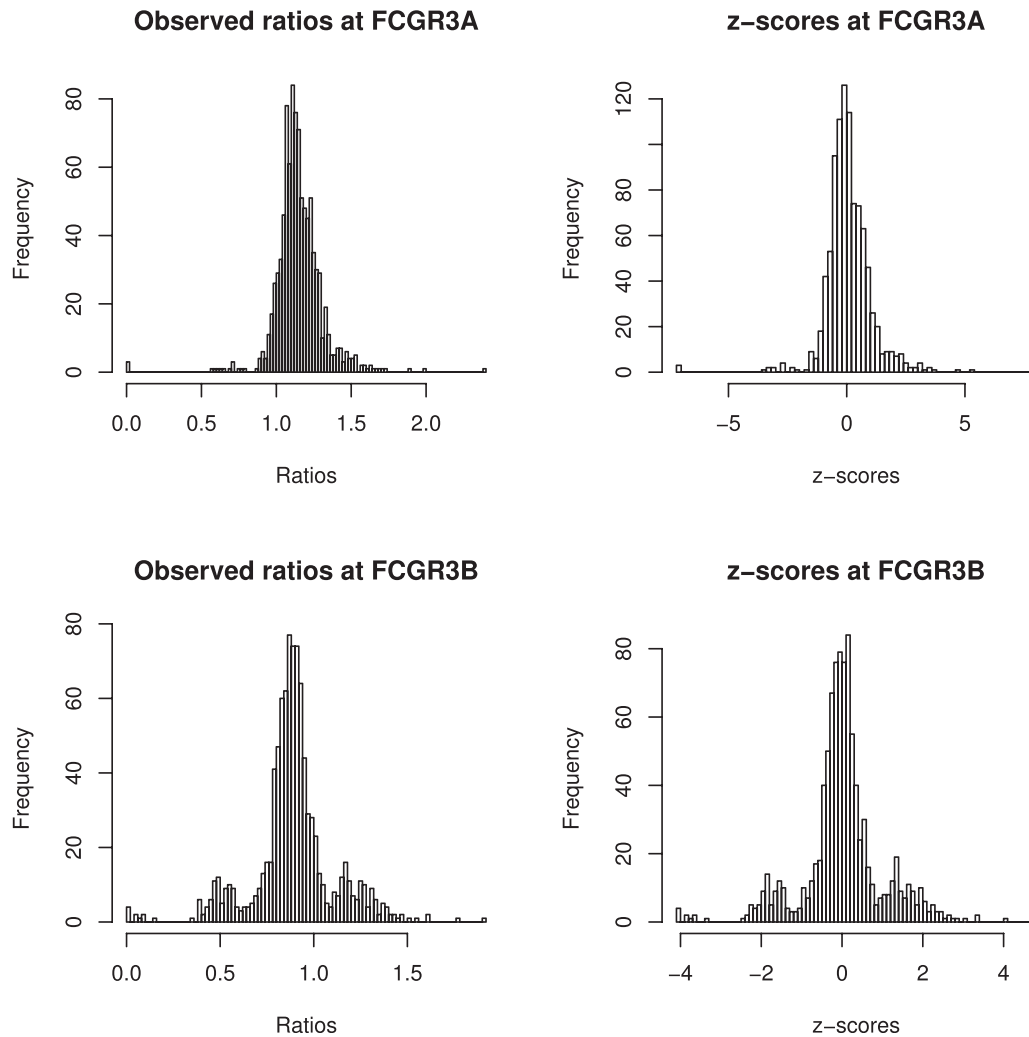 Observed ratios at FCGR3A
Frequency
0 20 40 60 80
0.0 0.5 1.0 1.5 2.0
Ratios
z−scores at FCGR3A
Frequency
0 20 40 60 80 120
−5 0 5
z−scores
Observed ratios at FCGR3B
Frequency
0 20 40 60 80
0.0 0.5 1.0 1.5
Ratios
z−scores at FCGR3B
Frequency
0 20 40 60 80
−4 −2 0 2 4
z−scores